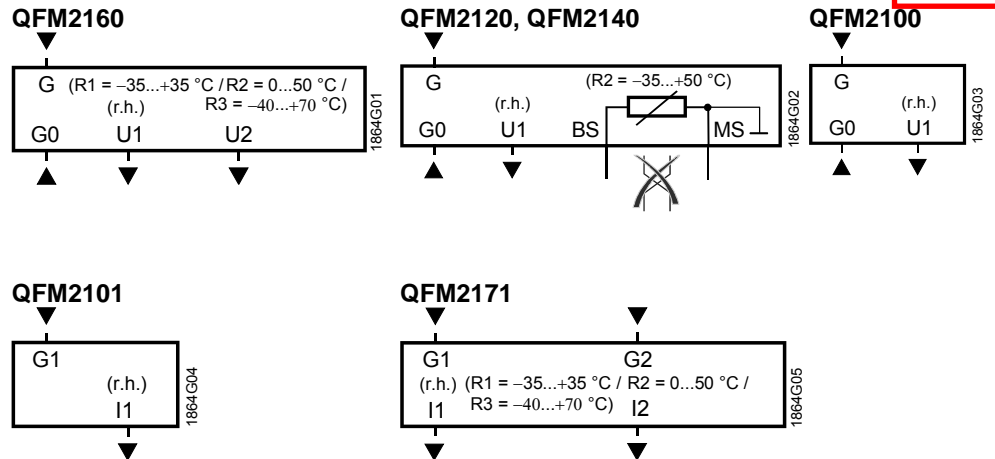 QFM2160
G (R1 = –35...+35 °C / R2 = 0...50 °C /
(r.h.) R3 = –40...+70 °C)
G0 U1 U2
1864G01
QFM2120, QFM2140
G (R2 = –35...+50 °C)
(r.h.)
G0 U1 BS MS
1864G02
QFM2100
G
(r.h.)
G0 U1
1864G03
QFM2101
G1
(r.h.)
I1
1864G04
QFM2171
G1 G2
(r.h.) (R1 = –35...+35 °C / R2 = 0...50 °C /
R3 = –40...+70 °C)
I1 I2
1864G05